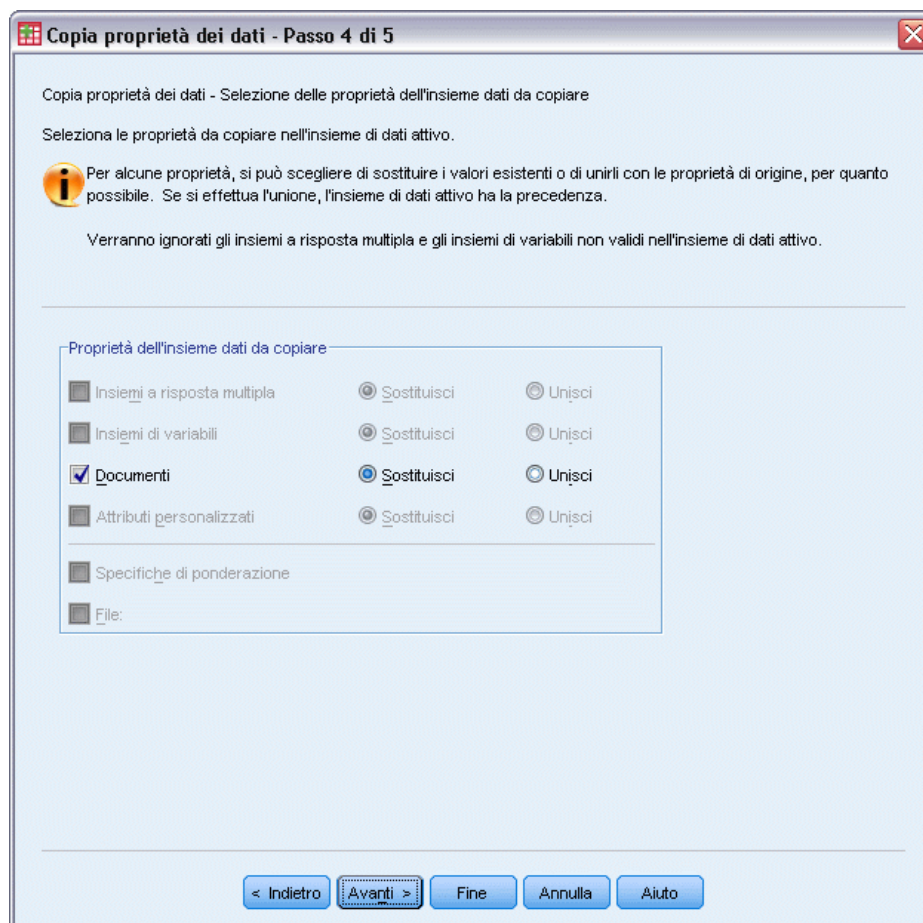 Copia proprietà dei dati - Passo 4 di 5
Copia proprietà dei dati - Selezione delle proprietà dell'insieme dati da copiare
Seleziona le proprietà da copiare nell'insieme di dati attivo.
Per alcune proprietà, si può scegliere di sostituire i valori esistenti o di unirli con le proprietà di origine, per quanto
possibile. Se si effettua l'unione, l'insieme di dati attivo ha la precedenza.
Verranno ignorati gli insiemi a risposta multipla e gli insiemi di variabili non validi nell'insieme di dati attivo.
Proprietà dell'insieme dati da copiare
Insiemi a risposta multipla Sostituisci Unisci
Insiemi di variabili Sostituisci Unisci
Documenti Sostituisci Unisci
Attributi personalizzati Sostituisci Unisci
Specifiche di ponderazione
File:
< Indietro Avanti > Fine Annulla Aiuto